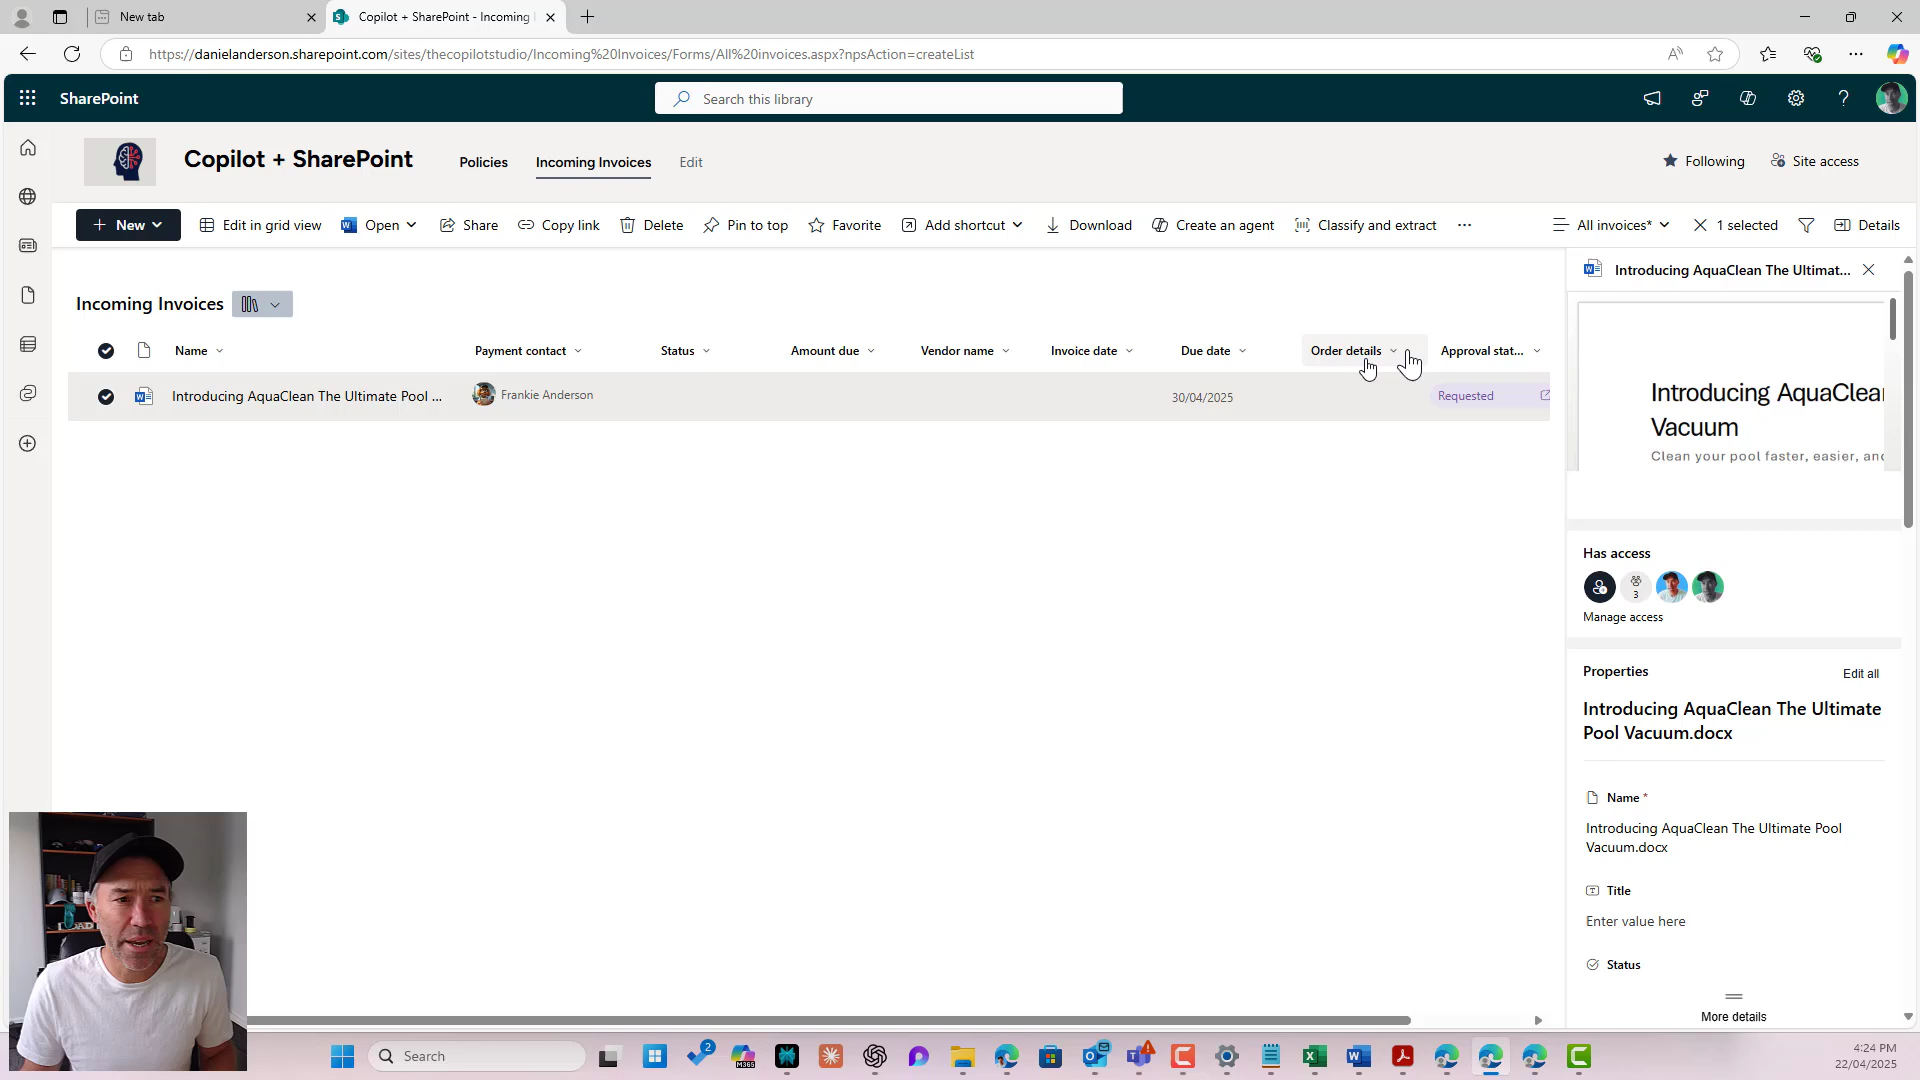 New tab
Copilot + SharePoint - Incoming
https://danielanderson.sharepoint.com/sites/thecopilotstudio/Incoming%20Invoices/Forms/All%20invoices.aspx?npsAction=createList
SharePoint
Search this library
Copilot + SharePoint
Policies
Incoming Invoices
Edit
Following
Site access
New
Edit in grid view
Open
Share
Copy link
Delete
Pin to top
Favorite
Add shortcut
Download
Create an agent
Classify and extract
All invoices*
1 selected
Details
Incoming Invoices
Name
Payment contact
Status
Amount due
Vendor name
Invoice date
Due date
Order details
Approval stat...
Introducing AquaClean The Ultimate Pool ...
Frankie Anderson
30/04/2025
Requested
Introducing AquaClean The Ultimat...
Introducing AquaClea
Vacuum
Clean your pool faster, easier, an
Has access
3
Manage access
Properties
Edit all
Introducing AquaClean The Ultimate
Pool Vacuum.docx
Name *
Introducing AquaClean The Ultimate Pool
Vacuum.docx
Title
Enter value here
Status
More details
Search
2
M365
4:24 PM
22/04/2025